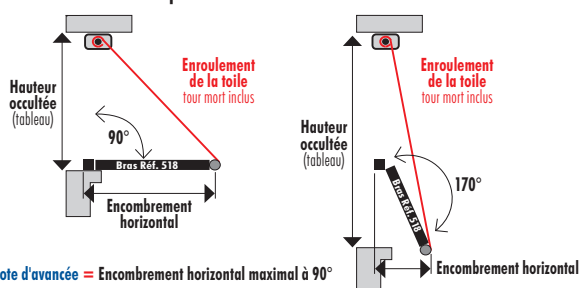 Enroulement
de la toile
tour mort inclus
Hauteur
occultée
(tableau)
90°
Bras Réf. 518
Encombrement
horizontal
Enroulement
de la toile
tour mort inclus
Hauteur
occultée
(tableau)
170°
Bras Réf. 518
Encombrement horizontal
ote d'avancée = Encombrement horizontal maximal à 90°